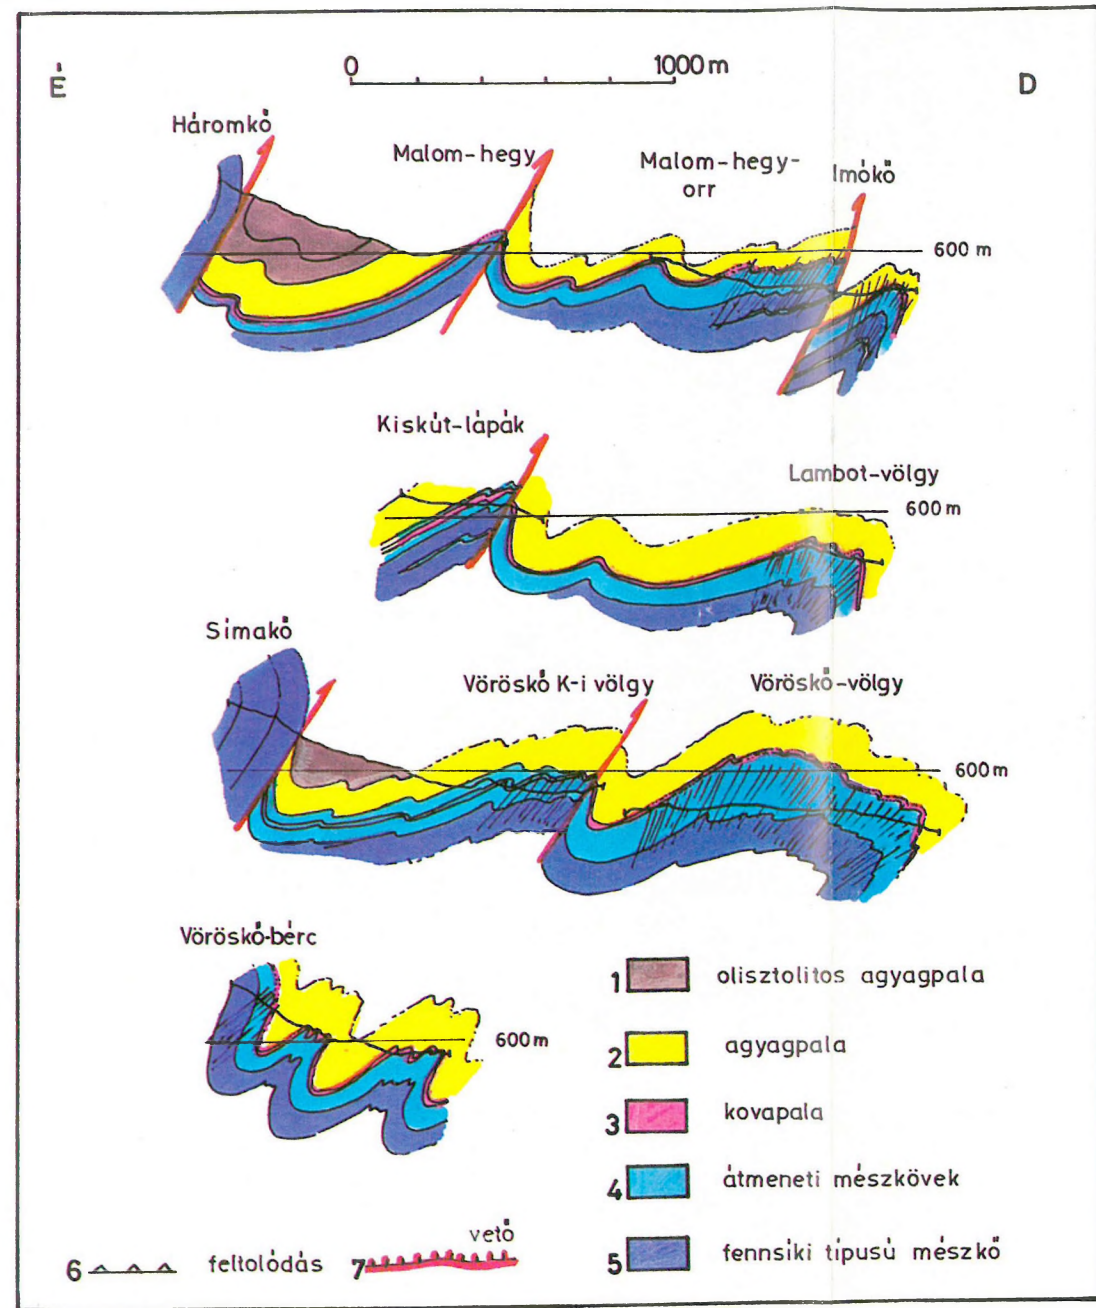 É
0 1000 m
D
Háromkő
Malom-hegy
Malom-hegy-
orr
Imókő
600 m
Kiskút-lápák
Lambot-völgy
600 m
Simakő
Vöröskő K-i völgy
Vöröskő-völgy
600 m
Vöröskő-bérc
600 m
1 olisztolitos agyagpala
2 agyagpala
3 kovapala
4 átmeneti mészkövek
5 fennsíki típusú mészkő
6 feltolódás
7 vető